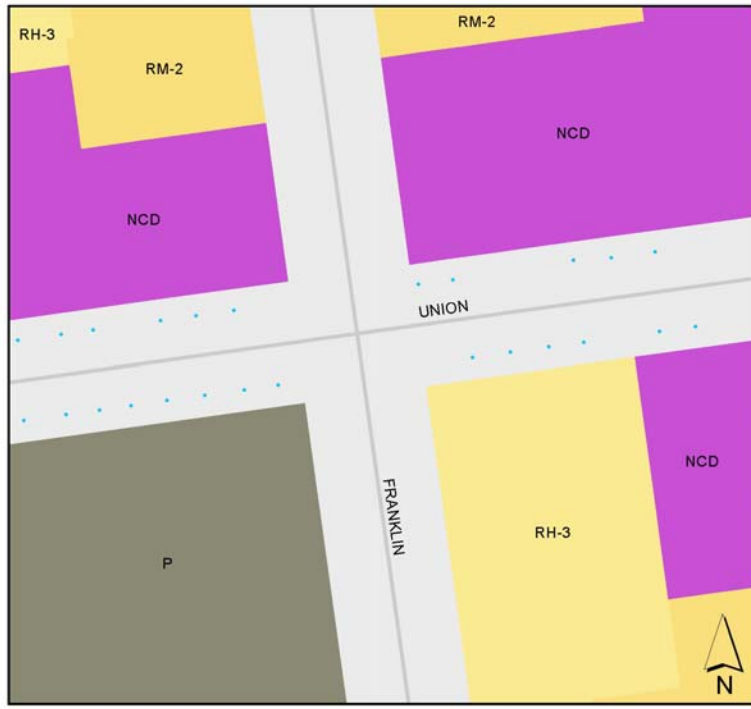 RH-3
RM-2
RM-2
NCD
NCD
UNION
FRANKLIN
NCD
RH-3
P
N